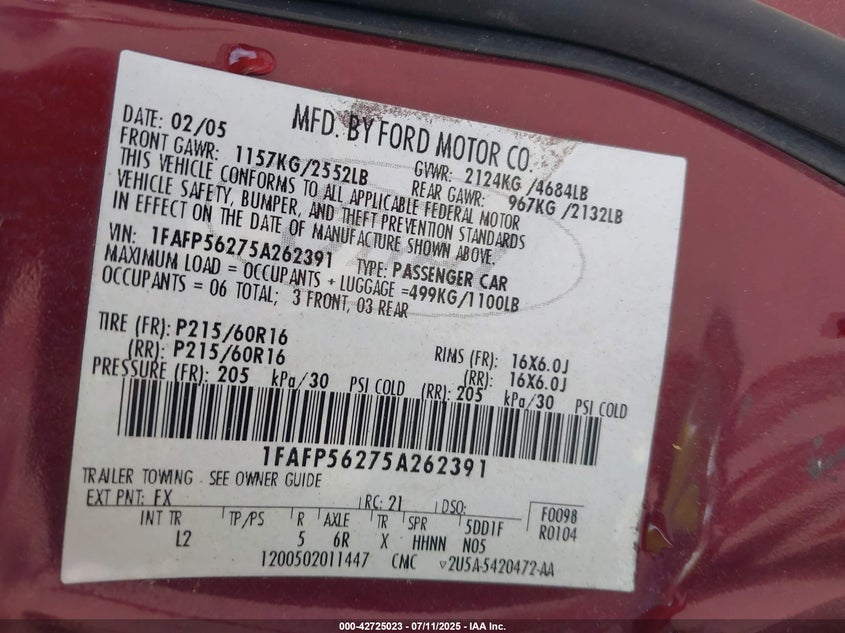 MFD. BY FORD MOTOR CO.
DATE: 02/05
GVWR: 2124KG/4684LB
FRONT GAWR: 1157KG/2552LB
REAR GAWR: 967KG/2132LB
THIS VEHICLE CONFORMS TO ALL APPLICABLE FEDERAL MOTOR
VEHICLE SAFETY, BUMPER, AND THEFT PREVENTION STANDARDS
IN EFFECT ON THE DATE OF MANUFACTURE SHOWN ABOVE.
VIN: 1FAFP56275A262391 TYPE: PASSENGER CAR
MAXIMUM LOAD = OCCUPANTS + LUGGAGE =499KG/1100LB
OCCUPANTS = 06 TOTAL; 3 FRONT, 03 REAR
TIRE (FR): P215/60R16 RIMS (FR): 16X6.0J
(RR): P215/60R16 (RR): 16X6.0J
PRESSURE (FR): 205 kPa/30 PSI COLD (RR): 205 kPa/30 PSI COLD
1FAFP56275A262391
TRAILER TOWING - SEE OWNER GUIDE
EXT PNT: FX RC: 21 DSO: F0098
INT TR TP/PS R AXLE TR SPR 5DD1F R0104
L2 5 6R X HHNN N05
1200502011447 CMC ▽2U5A-5420472-AA
000-42725023 - 07/11/2025 - IAA Inc.